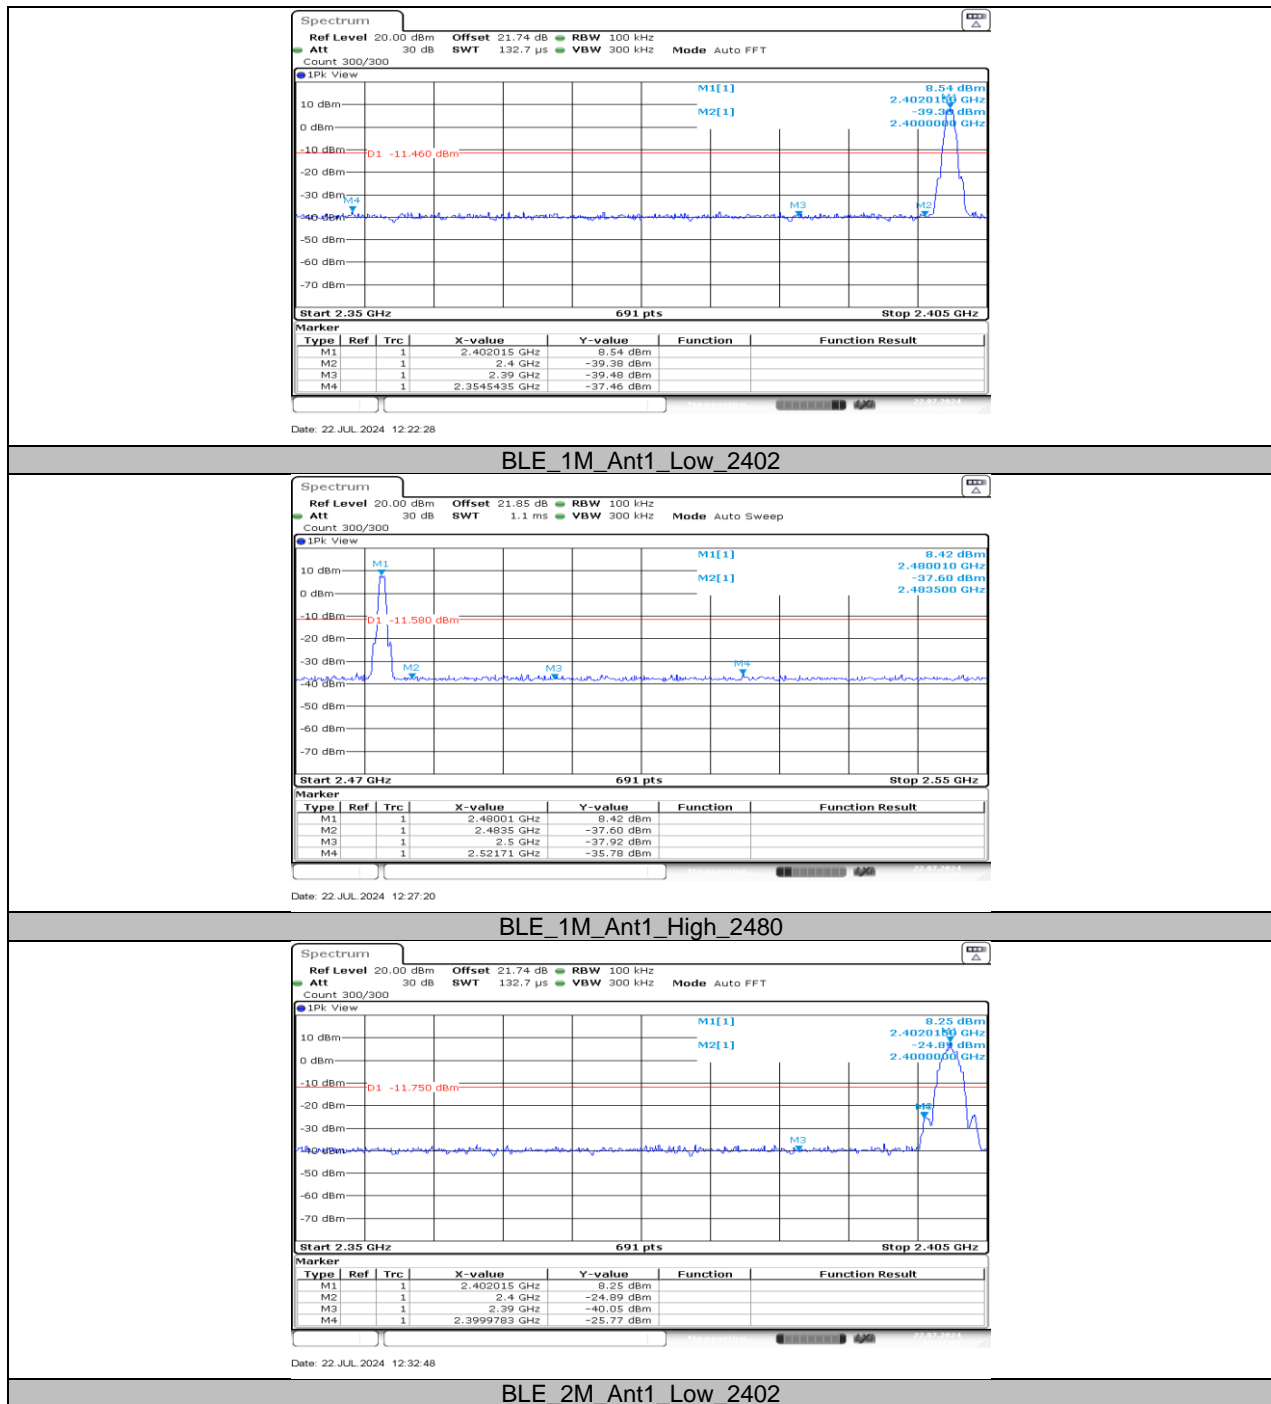 Spectrum
Ref Level 20.00 dBm Offset 21.74 dB RBW 100 kHz
Att 30 dB SWT 132.7 µs VBW 300 kHz Mode Auto FFT
Count 300/300
1Pk View
M1[1] 8.54 dBm
2.4020150 GHz
M2[1] -39.38 dBm
2.4000000 GHz
10 dBm
0 dBm
-10 dBm
D1 -11.460 dBm
-20 dBm
-30 dBm
M4 M3 M2
-40 dBm
-50 dBm
-60 dBm
-70 dBm
Start 2.35 GHz 691 pts Stop 2.405 GHz
Marker
Type Ref Trc X-value Y-value Function Function Result
M1 1 2.402015 GHz 8.54 dBm
M2 1 2.4 GHz -39.38 dBm
M3 1 2.39 GHz -39.48 dBm
M4 1 2.3545435 GHz -37.46 dBm
Measuring 22.07.2024
Date: 22.JUL.2024 12:22:28
BLE_1M_Ant1_Low_2402
Spectrum
Ref Level 20.00 dBm Offset 21.85 dB RBW 100 kHz
Att 30 dB SWT 1.1 ms VBW 300 kHz Mode Auto Sweep
Count 300/300
1Pk View
M1[1] 8.42 dBm
2.480010 GHz
M2[1] -37.60 dBm
2.483500 GHz
M1
10 dBm
0 dBm
-10 dBm
D1 -11.580 dBm
-20 dBm
-30 dBm
M2 M3 M4
-40 dBm
-50 dBm
-60 dBm
-70 dBm
Start 2.47 GHz 691 pts Stop 2.55 GHz
Marker
Type Ref Trc X-value Y-value Function Function Result
M1 1 2.48001 GHz 8.42 dBm
M2 1 2.4835 GHz -37.60 dBm
M3 1 2.5 GHz -37.92 dBm
M4 1 2.52171 GHz -35.78 dBm
Measuring 22.07.2024
Date: 22.JUL.2024 12:27:20
BLE_1M_Ant1_High_2480
Spectrum
Ref Level 20.00 dBm Offset 21.74 dB RBW 100 kHz
Att 30 dB SWT 132.7 µs VBW 300 kHz Mode Auto FFT
Count 300/300
1Pk View
M1[1] 8.25 dBm
2.4020150 GHz
M2[1] -24.89 dBm
2.4000000 GHz
10 dBm
0 dBm
-10 dBm
D1 -11.750 dBm
-20 dBm
-30 dBm
M3
-40 dBm
-50 dBm
-60 dBm
-70 dBm
Start 2.35 GHz 691 pts Stop 2.405 GHz
Marker
Type Ref Trc X-value Y-value Function Function Result
M1 1 2.402015 GHz 8.25 dBm
M2 1 2.4 GHz -24.89 dBm
M3 1 2.39 GHz -40.05 dBm
M4 1 2.3999783 GHz -25.77 dBm
Measuring 22.07.2024
Date: 22.JUL.2024 12:32:48
BLE_2M_Ant1_Low_2402